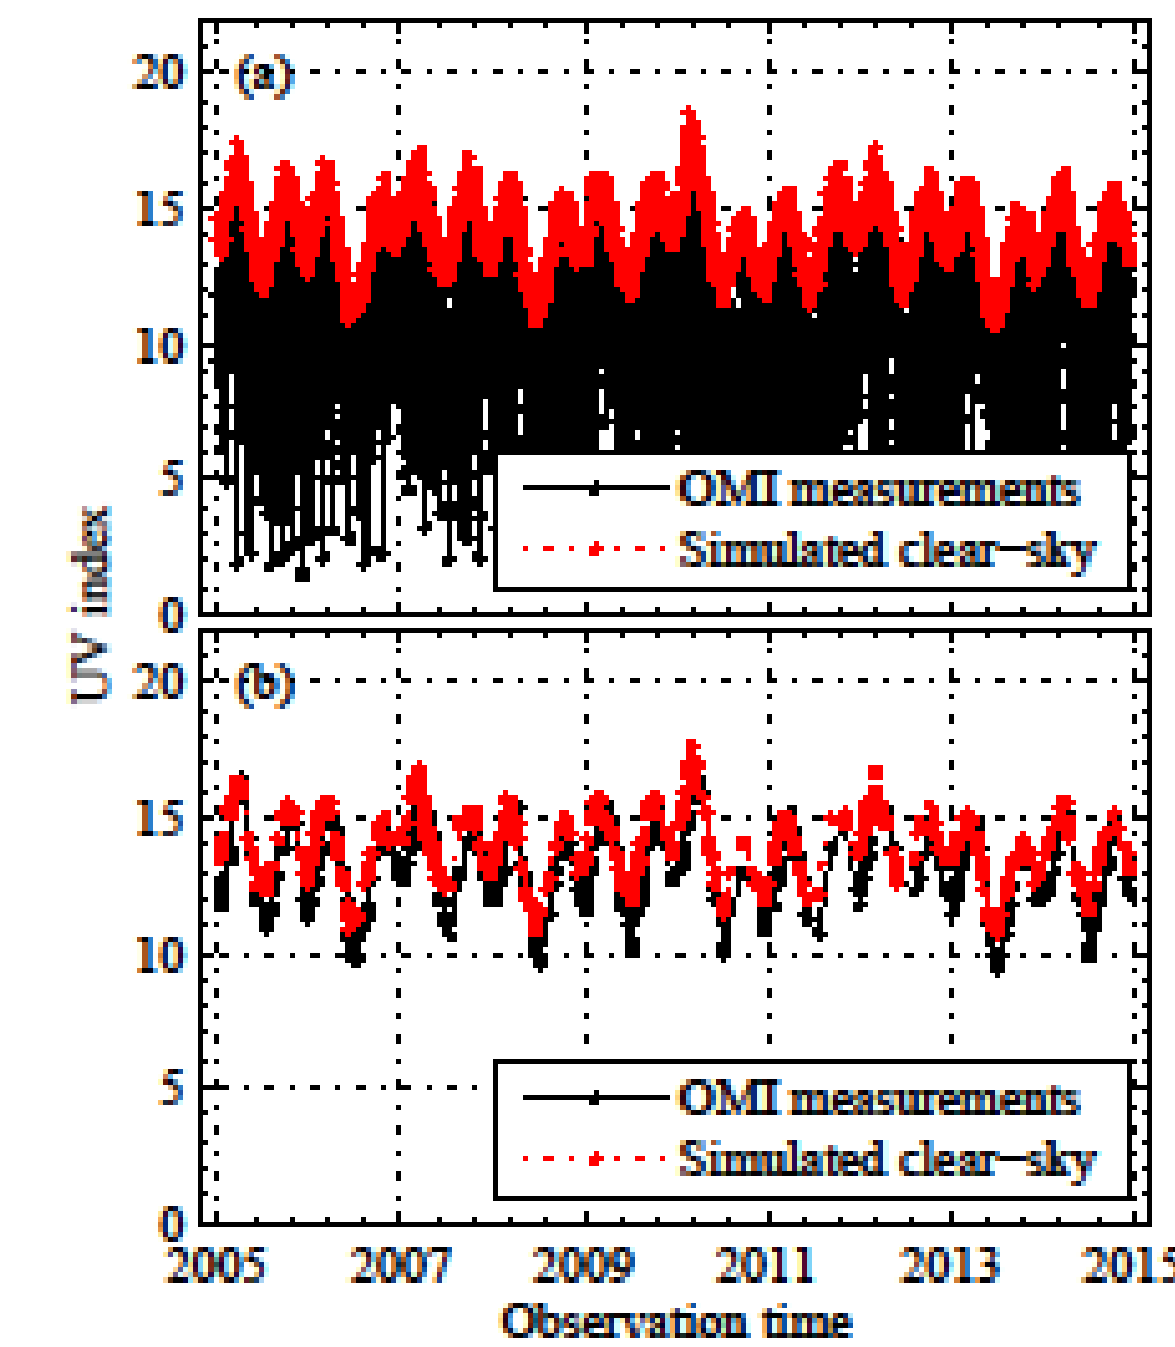 20
(a)
15
10
5
0
OMI measurements
Simulated clear-sky
UV index
20
(b)
15
10
5
0
OMI measurements
Simulated clear-sky
2005 2007 2009 2011 2013 2015
Observation time